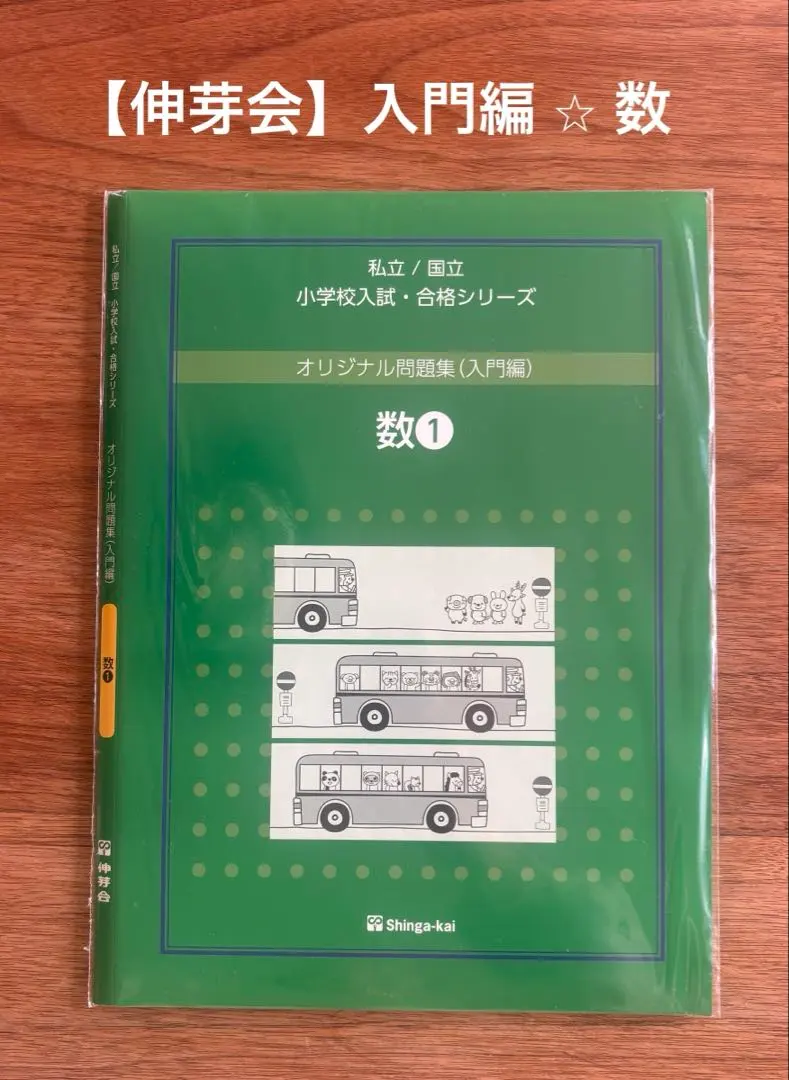 【伸芽会】入門編 ☆ 数
私立 / 国立
小学校入試・合格シリーズ
オリジナル問題集(入門編)
数❶
Shinga-kai
私立/国立 小学校入試・合格シリーズ
オリジナル問題集(入門編)
数❶
伸芽会